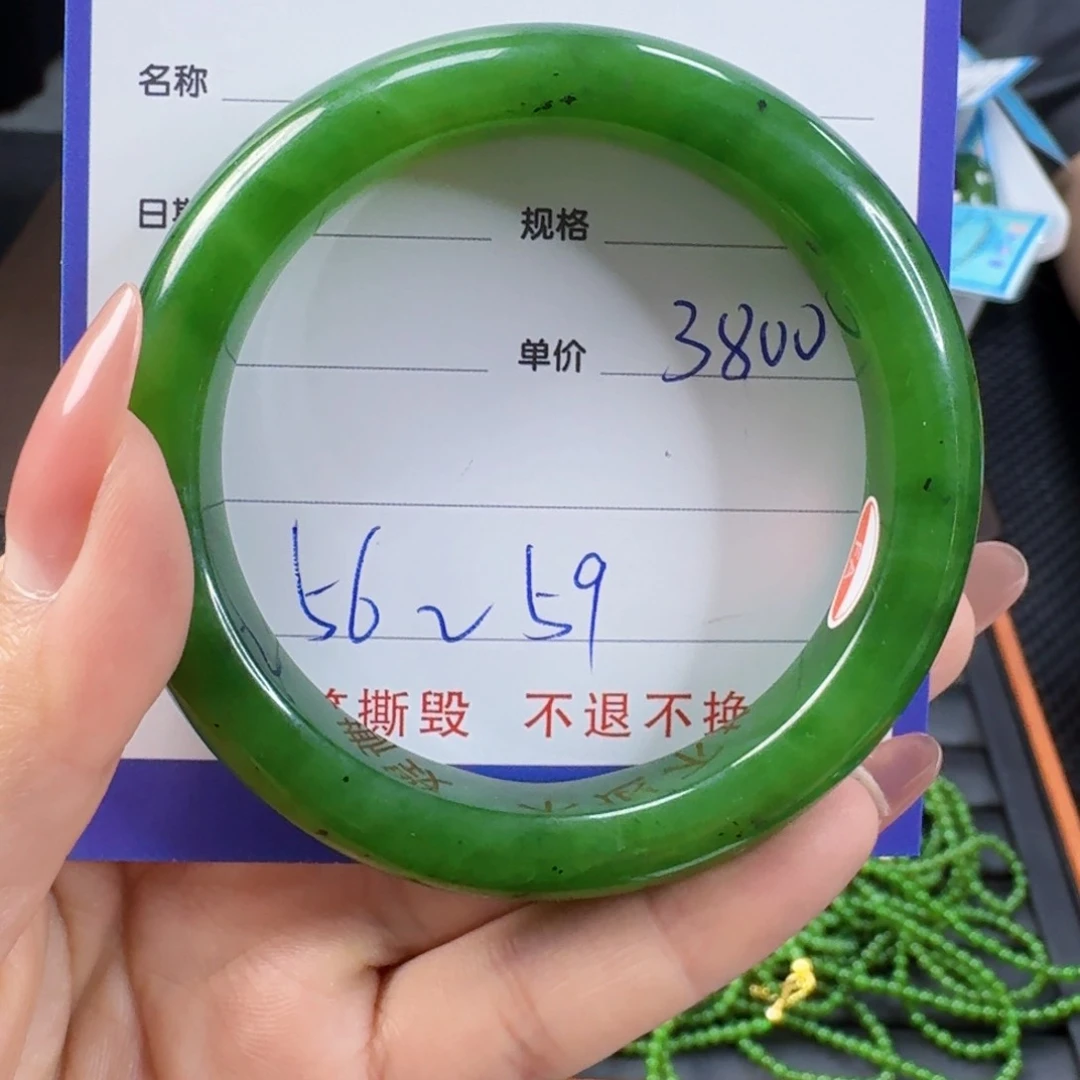 名称
日期 规格
单价 3800
56~59
撕毁 不退不换